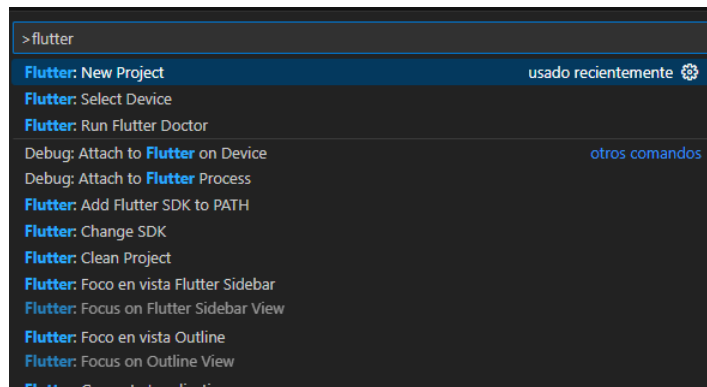 >flutter
Flutter: New Project usado recientemente
Flutter: Select Device
Flutter: Run Flutter Doctor
Debug: Attach to Flutter on Device otros comandos
Debug: Attach to Flutter Process
Flutter: Add Flutter SDK to PATH
Flutter: Change SDK
Flutter: Clean Project
Flutter: Foco en vista Flutter Sidebar
Flutter: Focus on Flutter Sidebar View
Flutter: Foco en vista Outline
Flutter: Focus on Outline View